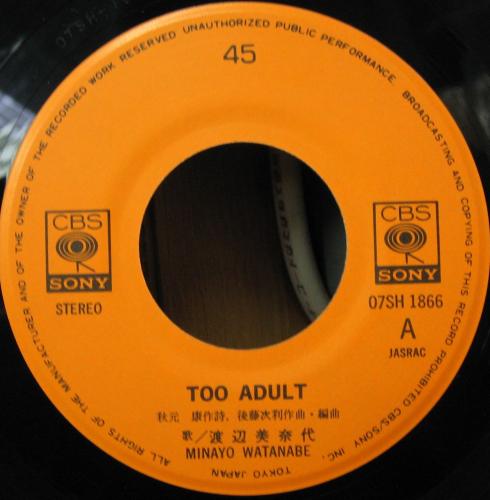 ALL RIGHTS OF THE MANUFACTURER AND OF THE OWNER OF THE RECORDED WORK RESERVED UNAUTHORIZED PUBLIC PERFORMANCE BROADCASTING AND COPYING OF THIS RECORD PROHIBITED CBS/SONY INC. TOKYO JAPAN
45
CBS
SONY
STEREO
CBS
SONY
07SH 1866
A
JASRAC
TOO ADULT
秋元 康作詩、後藤次利作曲・編曲
歌/渡辺美奈代
MINAYO WATANABE